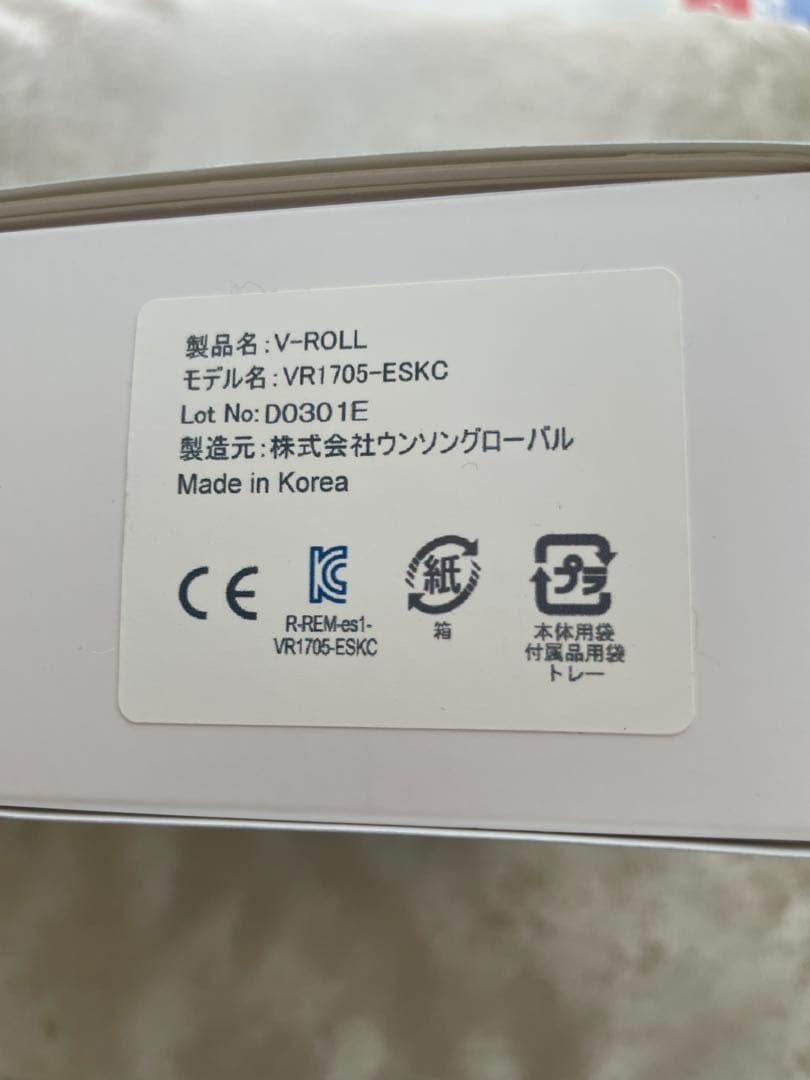 製品名:V-ROLL
モデル名:VR1705-ESKC
Lot No: D0301E
製造元:株式会社ウンソングローバル
Made in Korea
CE
KC
R-REM-es1-
VR1705-ESKC
紙
箱
プラ
本体用袋
付属品用袋
トレー